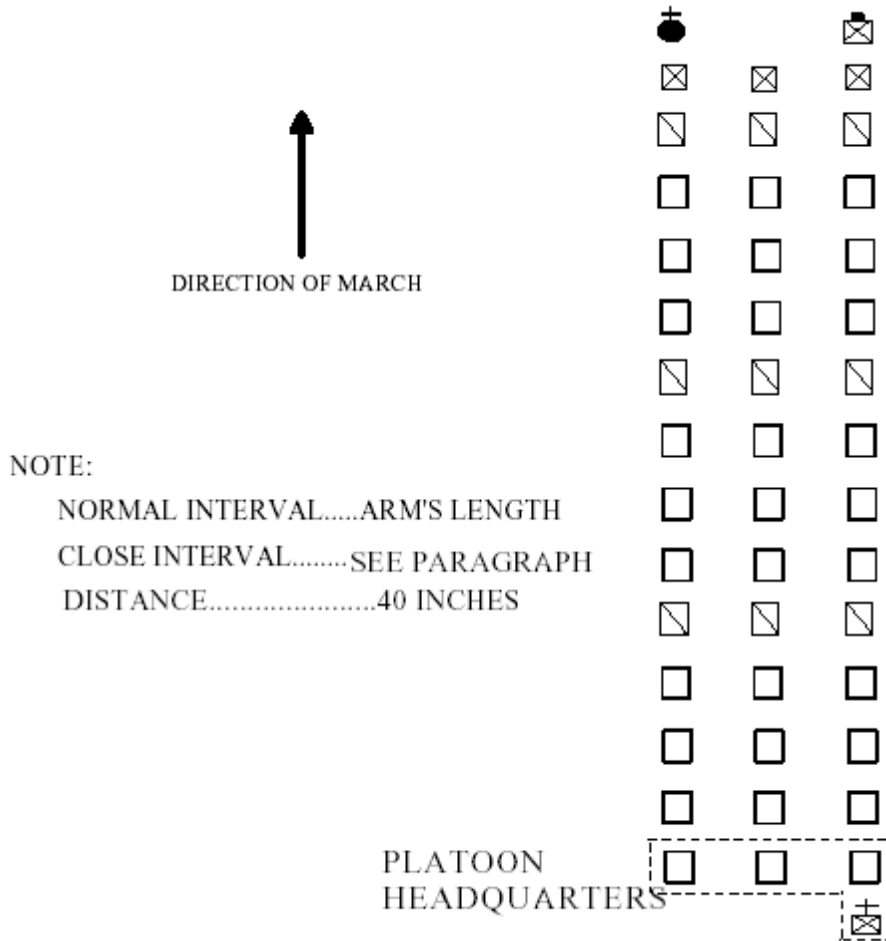 DIRECTION OF MARCH
NOTE:
NORMAL INTERVAL.....ARM'S LENGTH
CLOSE INTERVAL........SEE PARAGRAPH
DISTANCE......................40 INCHES
PLATOON
HEADQUARTERS